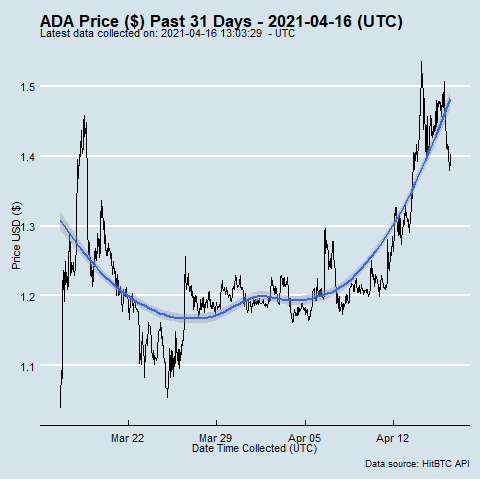 ADA Price ($) Past 31 Days - 2021-04-16 (UTC)
Latest data collected on: 2021-04-16 13:03:29 - UTC
1.5
1.4
1.3
1.2
1.1
Price USD ($)
Mar 22 Mar 29 Apr 05 Apr 12
Date Time Collected (UTC)
Data source: HitBTC API